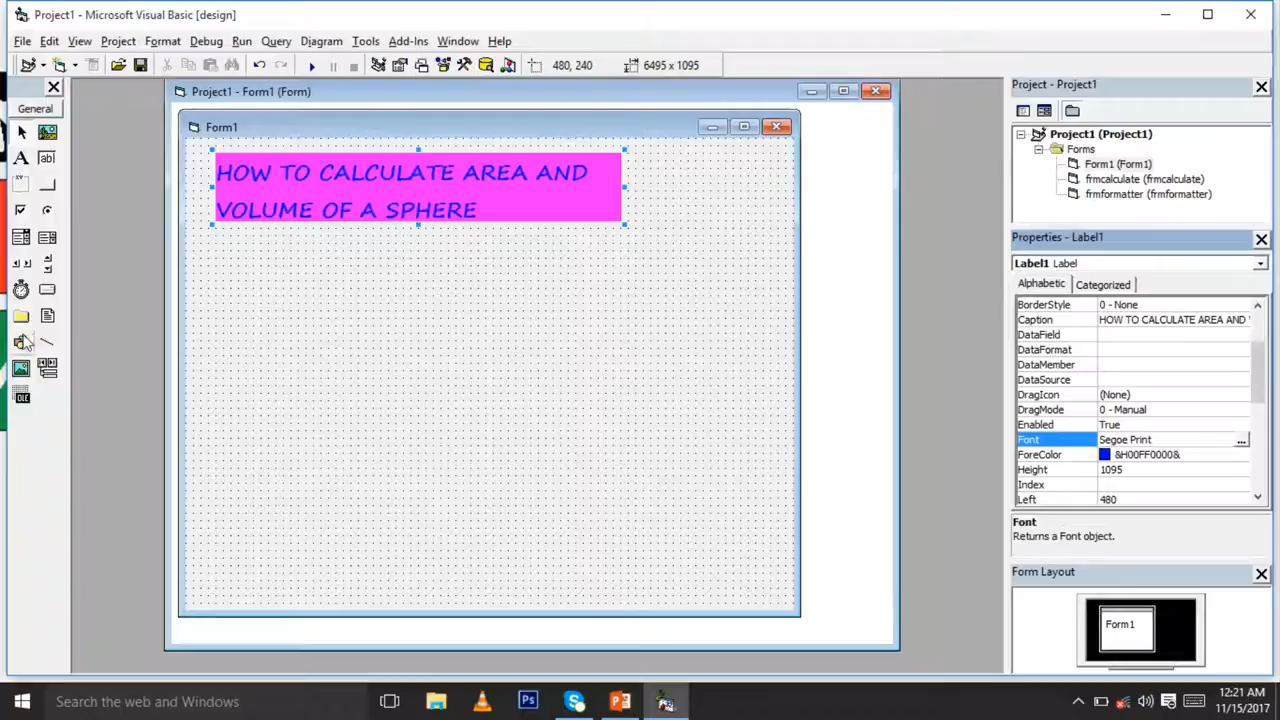 Project1 - Microsoft Visual Basic [design]
File Edit View Project Format Debug Run Query Diagram Tools Add-Ins Window Help
480, 240 6495 x 1095
General
A ab|
OLE
Project1 - Form1 (Form)
Form1
HOW TO CALCULATE AREA AND
VOLUME OF A SPHERE
Project - Project1
Project1 (Project1)
Forms
Form1 (Form1)
frmcalculate (frmcalculate)
frmformatter (frmformatter)
Properties - Label1
Label1 Label
Alphabetic Categorized
BorderStyle 0 - None
Caption HOW TO CALCULATE AREA AND
DataField
DataFormat
DataMember
DataSource
DragIcon (None)
DragMode 0 - Manual
Enabled True
Font Segoe Print ...
ForeColor &H00FF0000&
Height 1095
Index
Left 480
Font
Returns a Font object.
Form Layout
Form1
Search the web and Windows
Ps
12:21 AM
11/15/2017